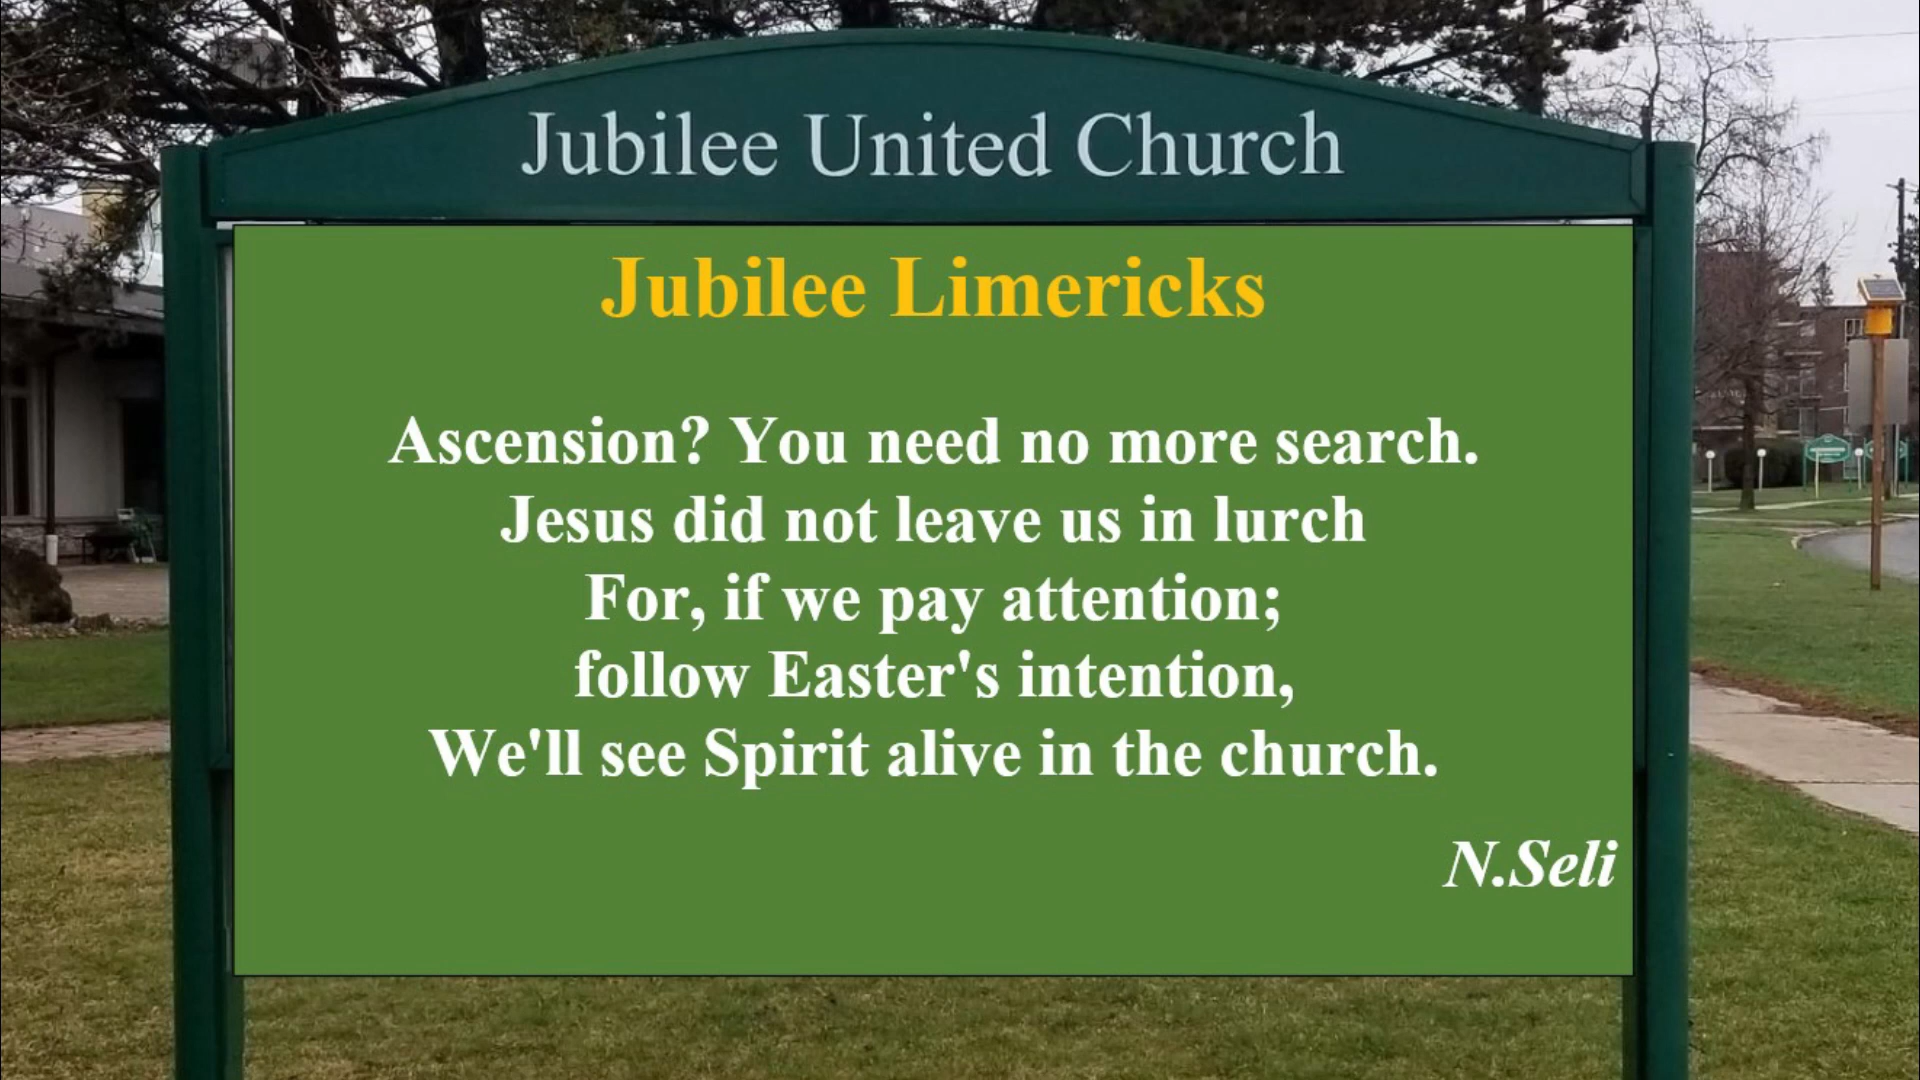 Jubilee United Church
Jubilee Limericks
Ascension? You need no more search.
Jesus did not leave us in lurch
For, if we pay attention;
follow Easter's intention,
We'll see Spirit alive in the church.
N.Seli